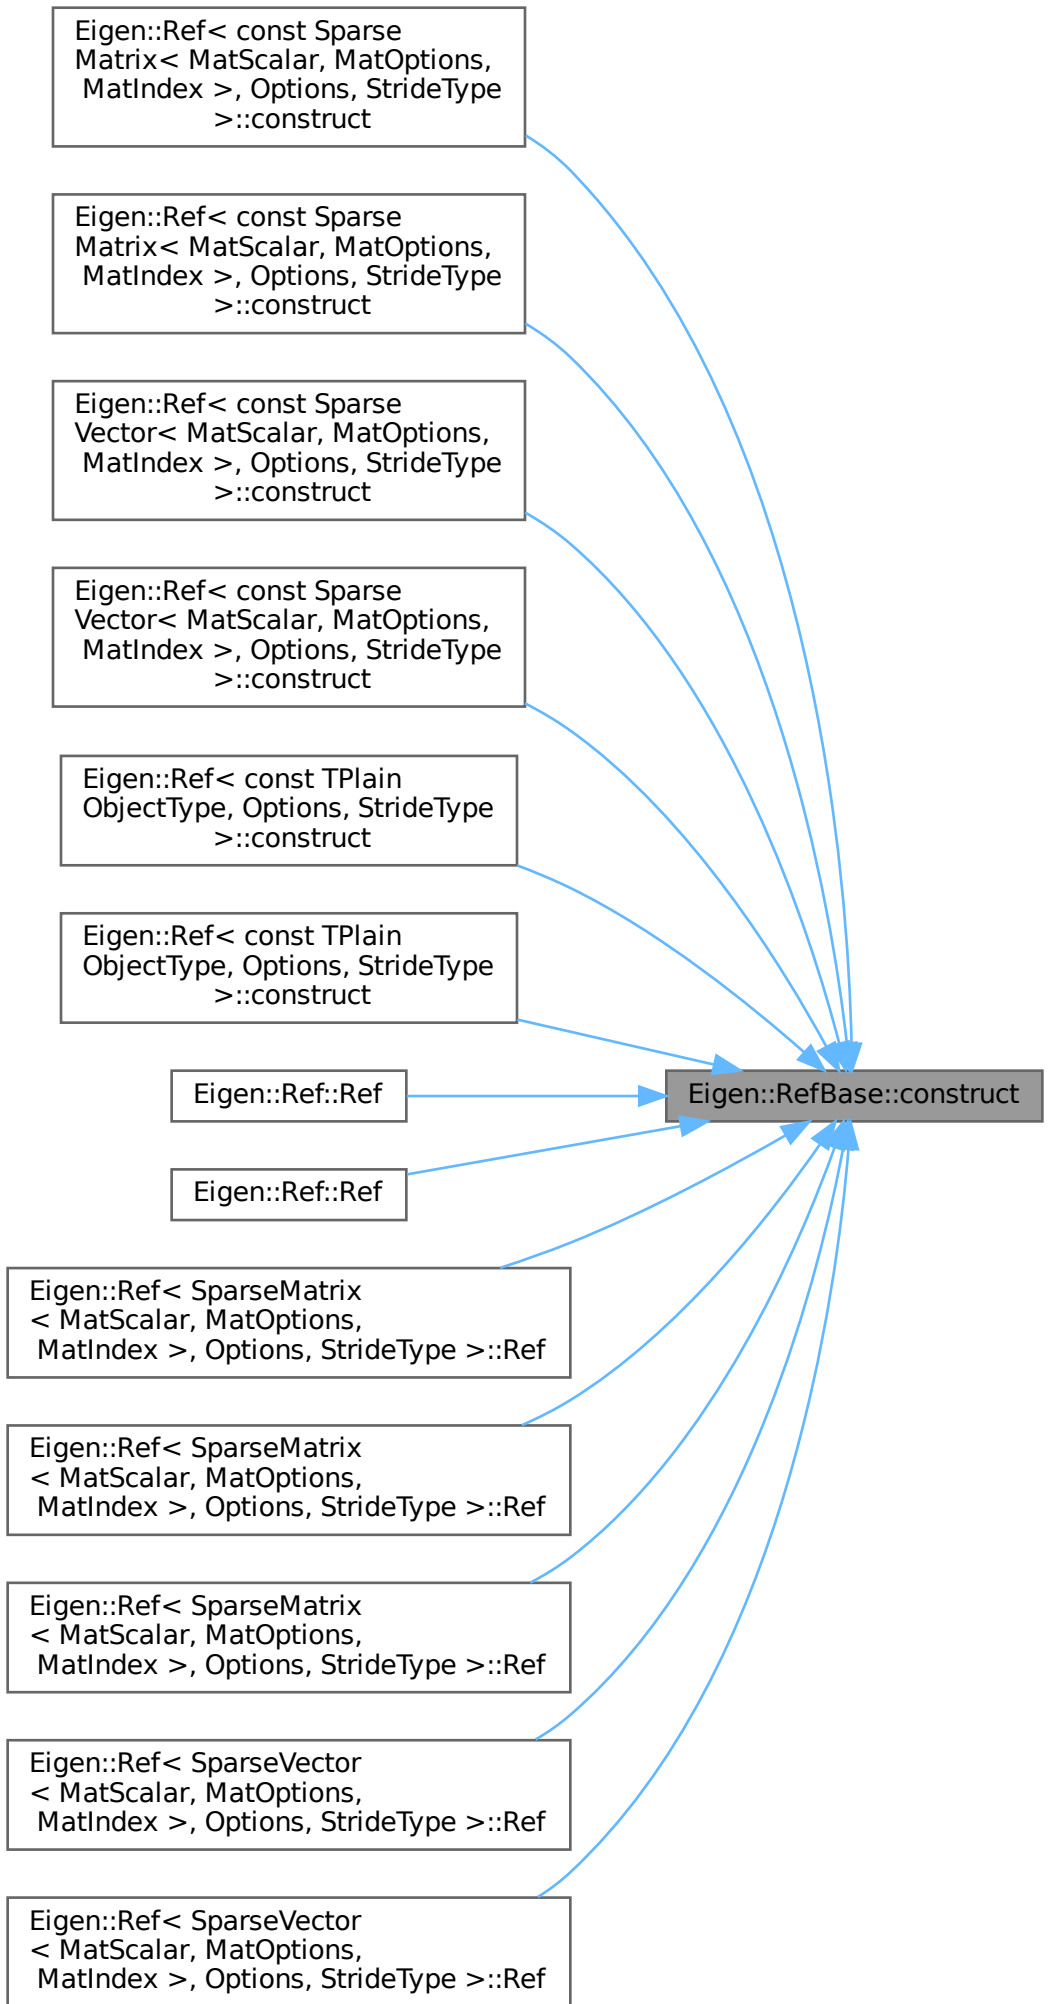 Eigen::Ref< const Sparse
Matrix< MatScalar, MatOptions,
MatIndex >, Options, StrideType
>::construct
Eigen::Ref< const Sparse
Matrix< MatScalar, MatOptions,
MatIndex >, Options, StrideType
>::construct
Eigen::Ref< const Sparse
Vector< MatScalar, MatOptions,
MatIndex >, Options, StrideType
>::construct
Eigen::Ref< const Sparse
Vector< MatScalar, MatOptions,
MatIndex >, Options, StrideType
>::construct
Eigen::Ref< const TPlain
ObjectType, Options, StrideType
>::construct
Eigen::Ref< const TPlain
ObjectType, Options, StrideType
>::construct
Eigen::Ref::Ref
Eigen::RefBase::construct
Eigen::Ref::Ref
Eigen::Ref< SparseMatrix
< MatScalar, MatOptions,
MatIndex >, Options, StrideType >::Ref
Eigen::Ref< SparseMatrix
< MatScalar, MatOptions,
MatIndex >, Options, StrideType >::Ref
Eigen::Ref< SparseMatrix
< MatScalar, MatOptions,
MatIndex >, Options, StrideType >::Ref
Eigen::Ref< SparseVector
< MatScalar, MatOptions,
MatIndex >, Options, StrideType >::Ref
Eigen::Ref< SparseVector
< MatScalar, MatOptions,
MatIndex >, Options, StrideType >::Ref